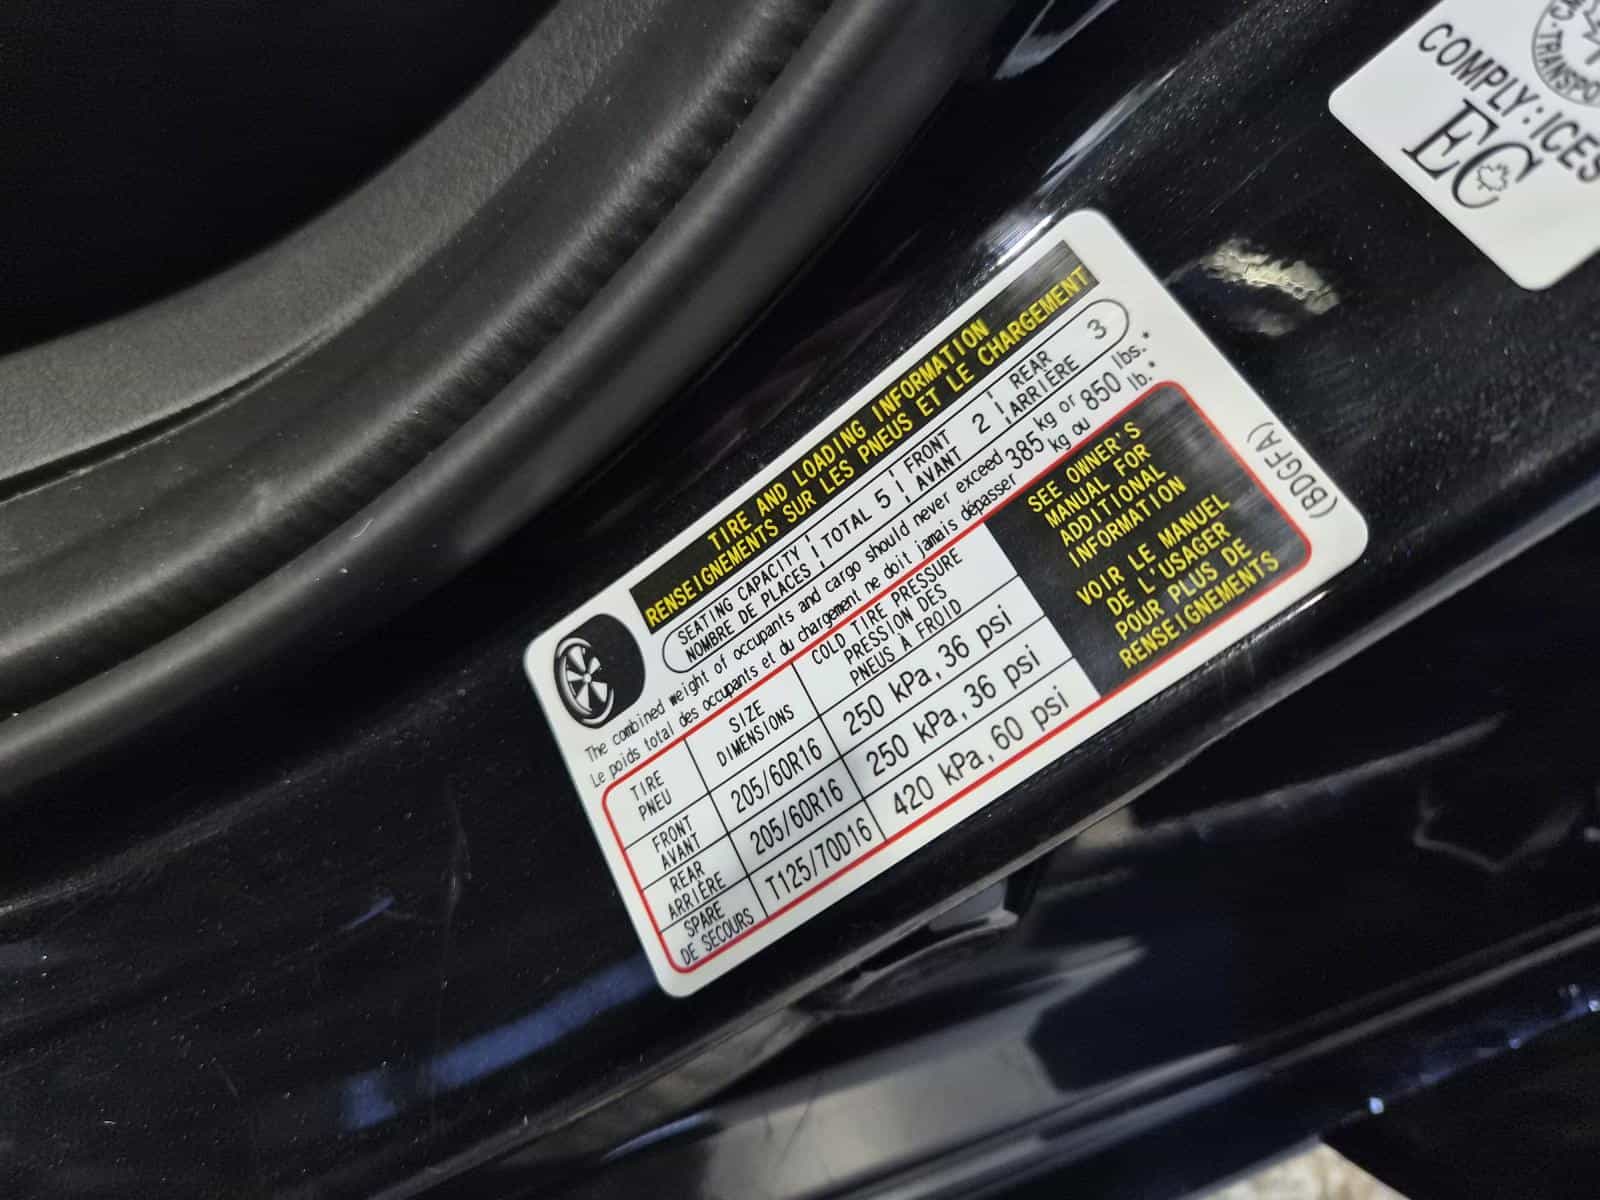 COMPLY: ICES
EC
TRANSPO
TIRE AND LOADING INFORMATION
RENSEIGNEMENTS SUR LES PNEUS ET LE CHARGEMENT
SEATING CAPACITY TOTAL 5 FRONT 2 REAR 3
NOMBRE DE PLACES AVANT ARRIÈRE
The combined weight of occupants and cargo should never exceed 385 kg or 850 lbs.*
Le poids total des occupants et du chargement ne doit jamais dépasser kg ou lb.*
TIRE SIZE COLD TIRE PRESSURE
PNEU DIMENSIONS PRESSION DES
PNEUS À FROID
FRONT
AVANT 205/60R16 250 kPa, 36 psi
REAR
ARRIÈRE 205/60R16 250 kPa, 36 psi
SPARE
DE SECOURS T125/70D16 420 kPa, 60 psi
SEE OWNER'S
MANUAL FOR
ADDITIONAL
INFORMATION
VOIR LE MANUEL
DE L'USAGER
POUR PLUS DE
RENSEIGNEMENTS
(BDGFA)